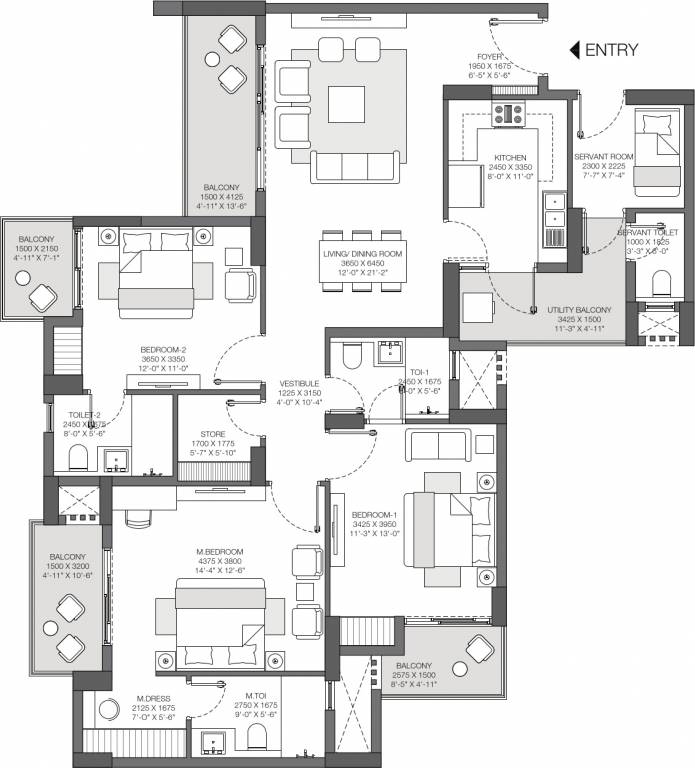 ENTRY
FOYER
1950 X 1675
6'-5" X 5'-6"
BALCONY
1500 X 4125
4'-11" X 13'-6"
KITCHEN
2450 X 3350
8'-0" X 11'-0"
SERVANT ROOM
2300 X 2225
7'-7" X 7'-4"
BALCONY
1500 X 2150
4'-11" X 7'-1"
SERVANT TOILET
1000 X 1825
3'-3" X 6'-0"
LIVING/ DINING ROOM
3650 X 6450
12'-0" X 21'-2"
UTILITY BALCONY
3425 X 1500
11'-3" X 4'-11"
BEDROOM-2
3650 X 3350
12'-0" X 11'-0"
VESTIBULE
1225 X 3150
4'-0" X 10'-4"
TOI-1
2450 X 1675
X 5'-6"
TOILET-2
2450 X 1675
8'-0" X 5'-6"
STORE
1700 X 1775
5'-7" X 5'-10"
BEDROOM-1
3425 X 3950
11'-3" X 13'-0"
BALCONY
1500 X 3200
4'-11" X 10'-6"
M.BEDROOM
4375 X 3800
14'-4" X 12'-6"
BALCONY
2575 X 1500
8'-5" X 4'-11"
M.DRESS
2125 X 1675
7'-0" X 5'-6"
M.TOI
2750 X 1675
9'-0" X 5'-6"